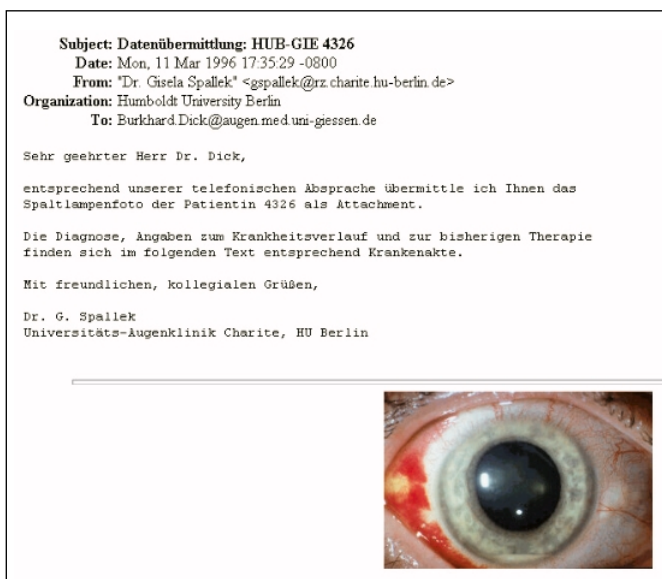 Subject: Datenübermittlung: HUB-GIE 4326
Date: Mon, 11 Mar 1996 17:35:29 -0800
From: "Dr. Gisela Spallek" <gspallek@rz.charite.hu-berlin.de>
Organization: Humboldt University Berlin
To: Burkhard.Dick@augen.med.uni-giessen.de
Sehr geehrter Herr Dr. Dick,
entsprechend unserer telefonischen Absprache übermittle ich Ihnen das
Spaltlampenfoto der Patientin 4326 als Attachment.
Die Diagnose, Angaben zum Krankheitsverlauf und zur bisherigen Therapie
finden sich im folgenden Text entsprechend Krankenakte.
Mit freundlichen, kollegialen Grüßen,
Dr. G. Spallek
Universitäts-Augenklinik Charite, HU Berlin